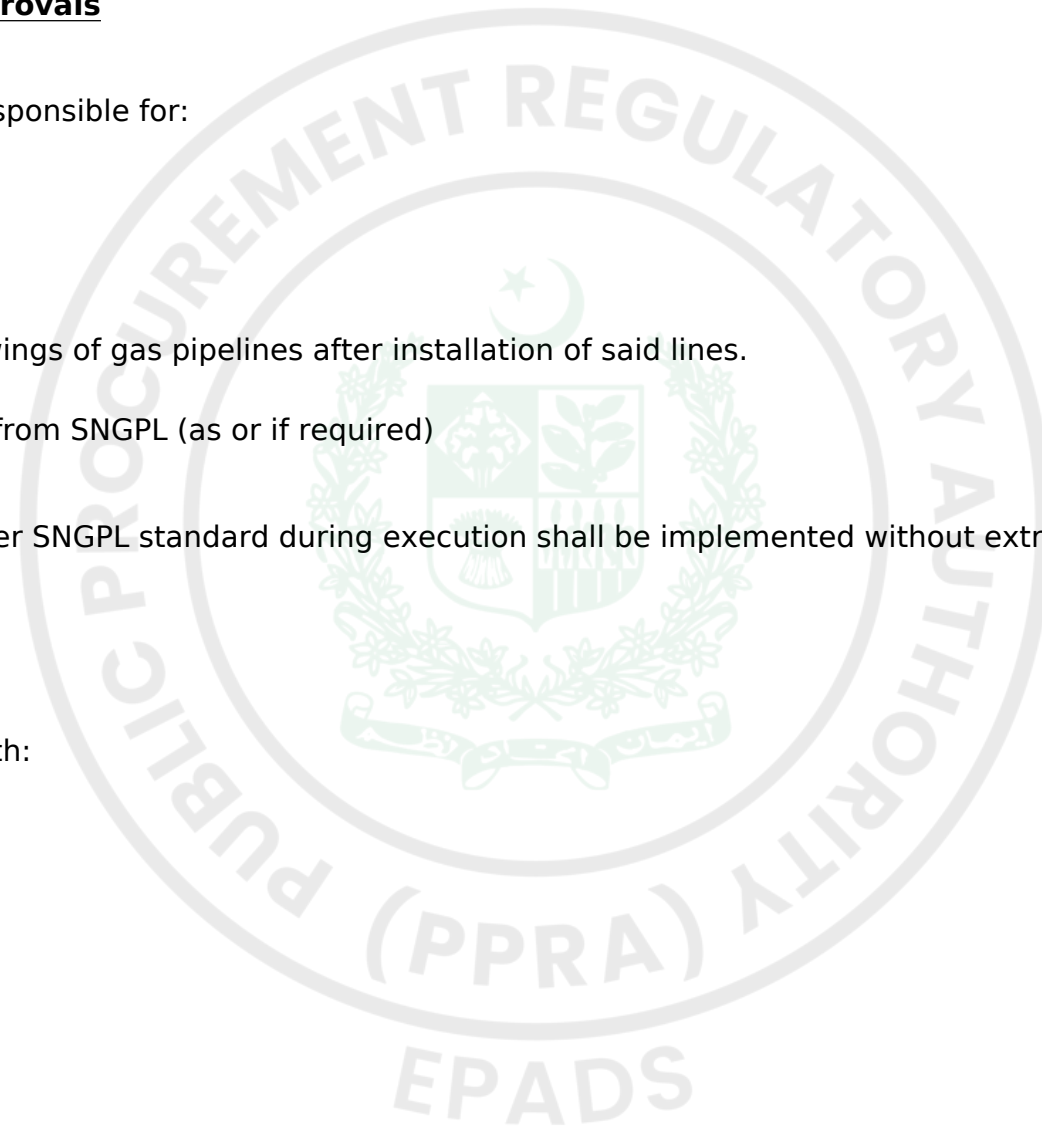 rovals
sponsible for:
ings of gas pipelines after installation of said lines.
from SNGPL (as or if required)
er SNGPL standard during execution shall be implemented without extr
th:
PUBLIC PROCUREMENT REGULATORY AUTHORITY
(PPRA)
EPADS